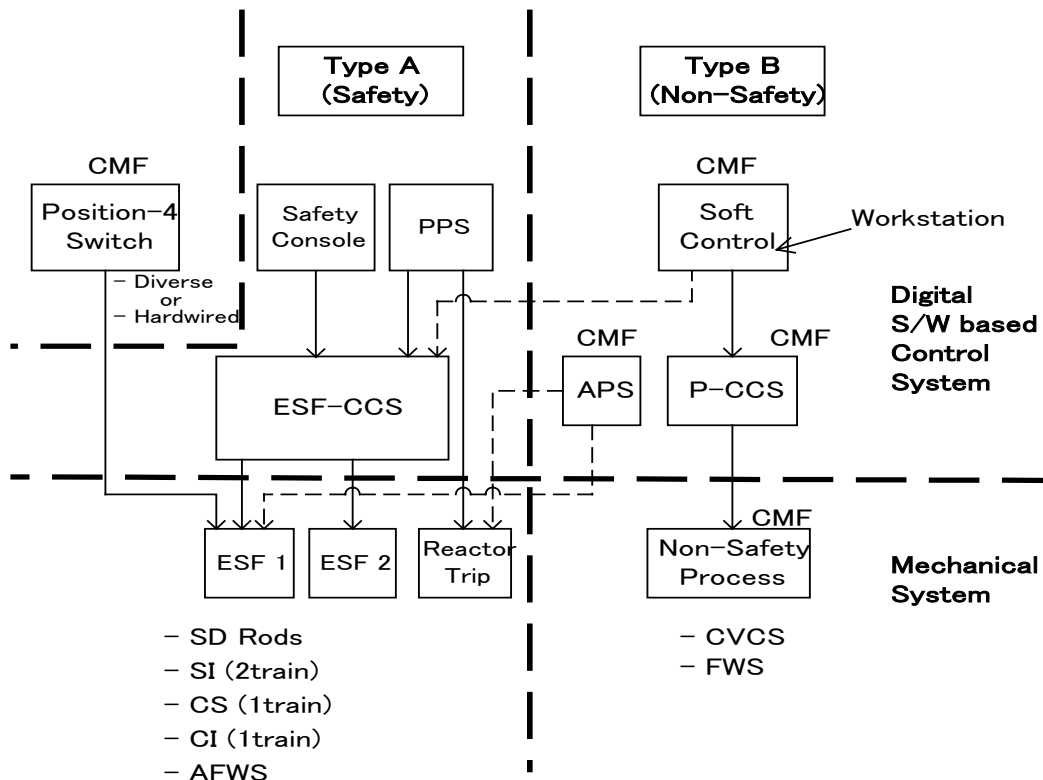 Type A
(Safety)
Type B
(Non-Safety)
CMF
Position-4
Switch
- Diverse
or
- Hardwired
Safety
Console
PPS
CMF
Soft
Control
Workstation
Digital
S/W based
Control
System
ESF-CCS
CMF
APS
CMF
P-CCS
ESF 1
ESF 2
Reactor
Trip
CMF
Non-Safety
Process
Mechanical
System
- SD Rods
- SI (2train)
- CS (1train)
- CI (1train)
- AFWS
- CVCS
- FWS